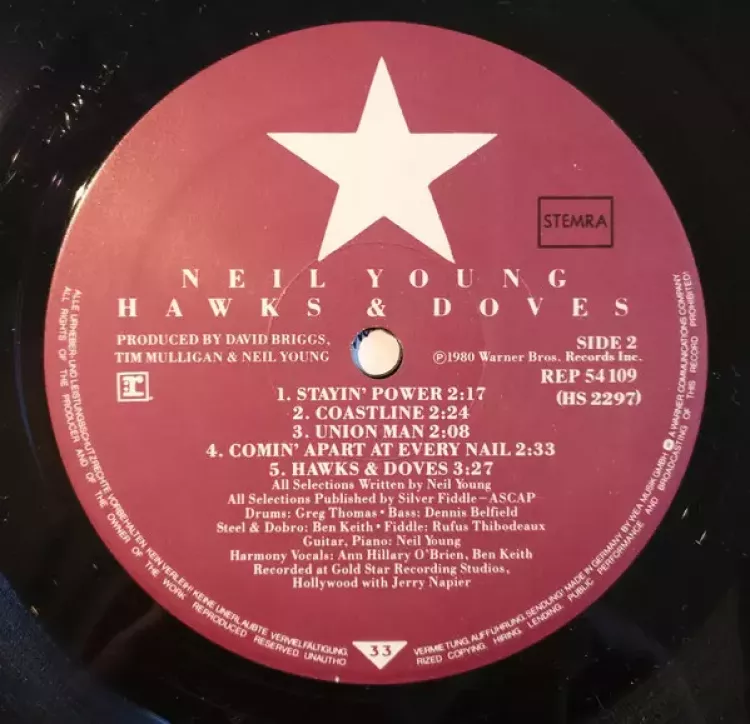 STEMRA
NEIL YOUNG
HAWKS & DOVES
PRODUCED BY DAVID BRIGGS,
TIM MULLIGAN & NEIL YOUNG
SIDE 2
℗1980 Warner Bros. Records Inc.
REP 54 109
(HS 2297)
r
1. STAYIN' POWER 2:17
2. COASTLINE 2:24
3. UNION MAN 2:08
4. COMIN' APART AT EVERY NAIL 2:33
5. HAWKS & DOVES 3:27
All Selections Written by Neil Young
All Selections Published by Silver Fiddle–ASCAP
Drums: Greg Thomas • Bass: Dennis Belfield
Steel & Dobro: Ben Keith • Fiddle: Rufus Thibodeaux
Guitar, Piano: Neil Young
Harmony Vocals: Ann Hillary O'Brien, Ben Keith
Recorded at Gold Star Recording Studios,
Hollywood with Jerry Napier
33
ALLE URHEBER- UND LEISTUNGSSCHUTZRECHTE VORBEHALTEN. KEIN VERLEIH! KEINE UNERLAUBTE VERVIELFÄLTIGUNG, VERMIETUNG, AUFFÜHRUNG, SENDUNG! MADE IN GERMANY BY WEA MUSIK GMBH A WARNER COMMUNICATIONS COMPANY
ALL RIGHTS OF THE PRODUCER AND OF THE OWNER OF THE WORK REPRODUCED RESERVED UNAUTHO RIZED COPYING, HIRING, LENDING, PUBLIC PERFORMANCE AND BROADCASTING OF THIS RECORD PROHIBITED!